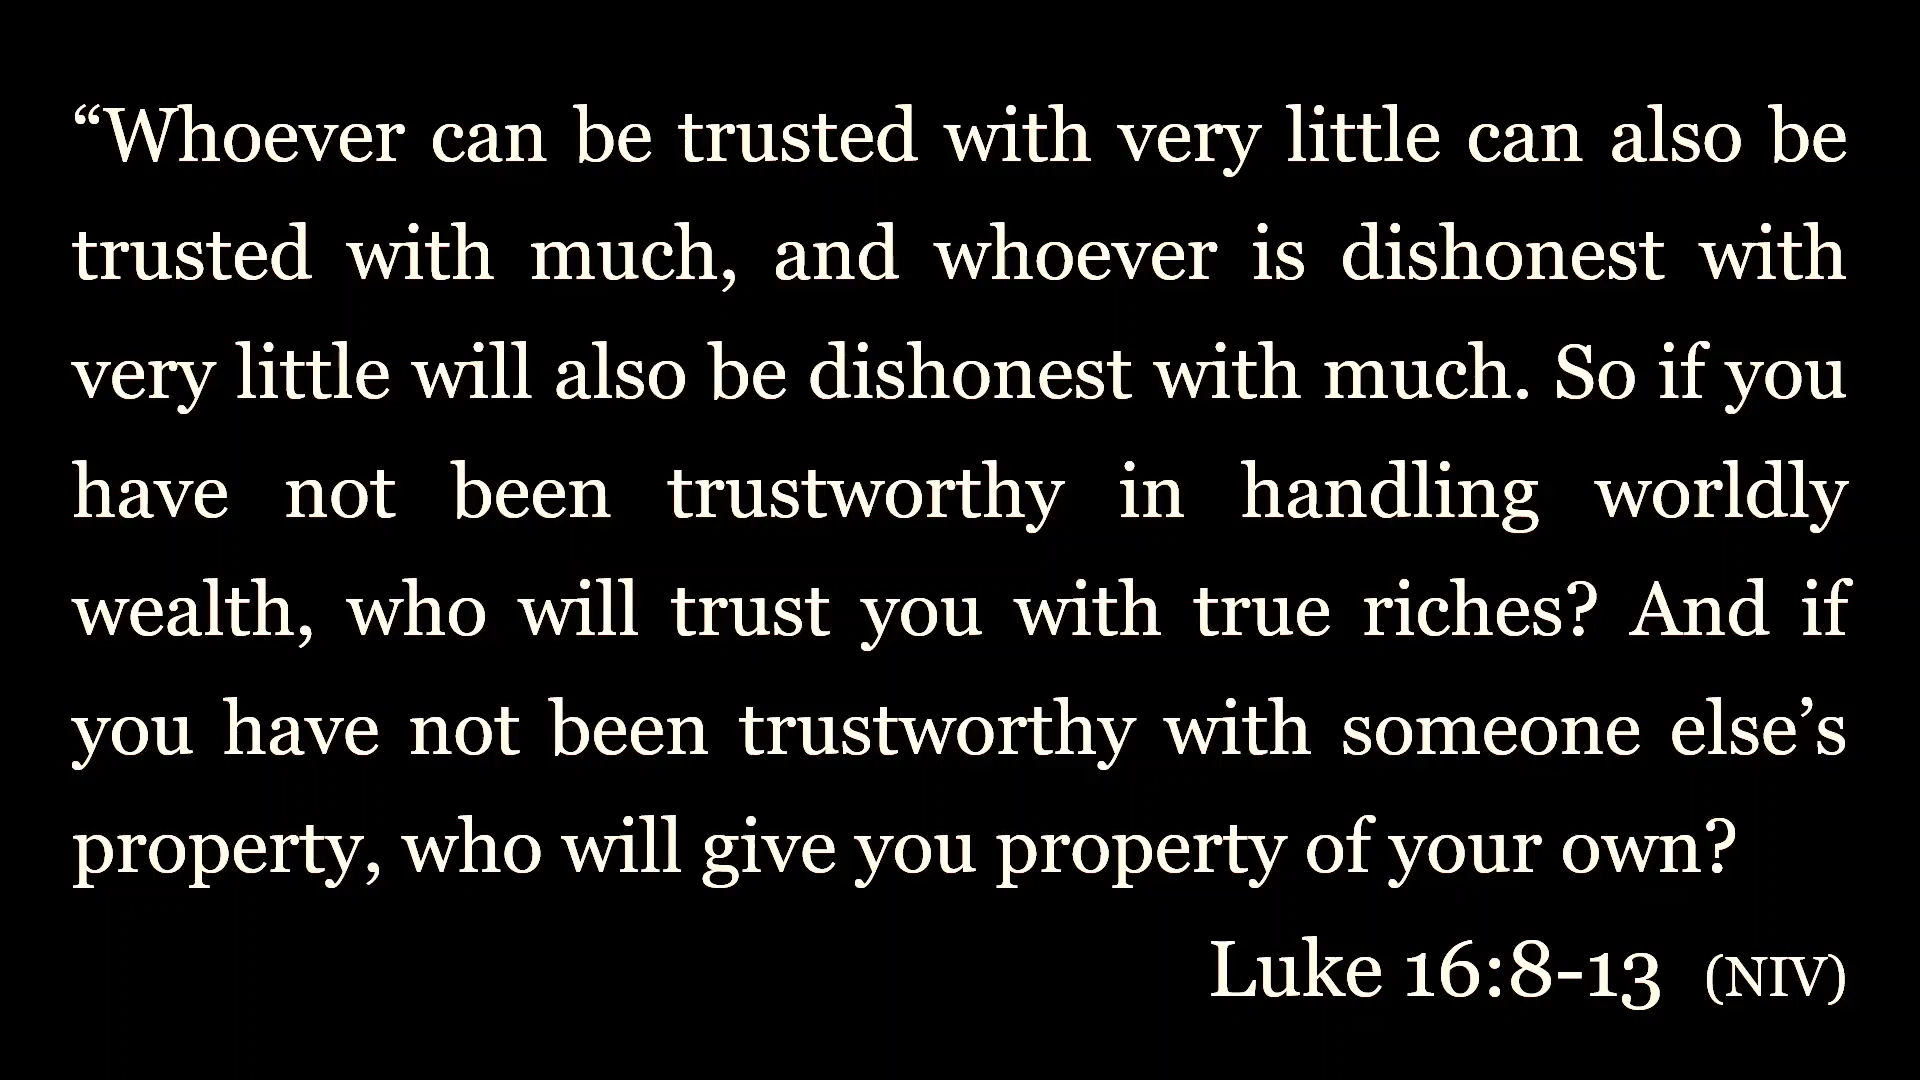 “Whoever can be trusted with very little can also be
trusted with much, and whoever is dishonest with
very little will also be dishonest with much. So if you
have not been trustworthy in handling worldly
wealth, who will trust you with true riches? And if
you have not been trustworthy with someone else’s
property, who will give you property of your own?
Luke 16:8-13 (NIV)